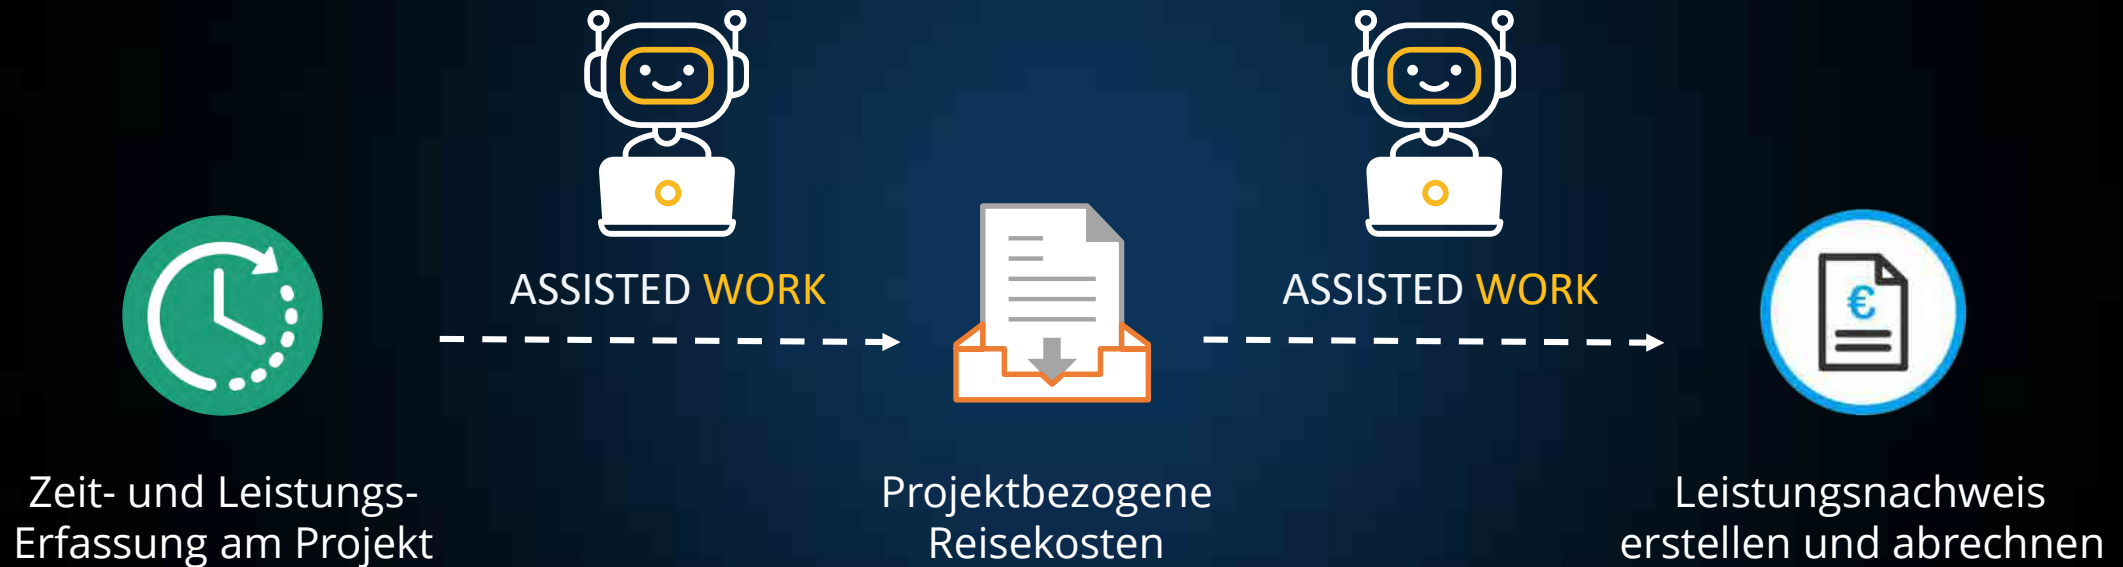 ASSISTED WORK
ASSISTED WORK
€
Zeit- und Leistungs-
Erfassung am Projekt
Projektbezogene
Reisekosten
Leistungsnachweis
erstellen und abrechnen